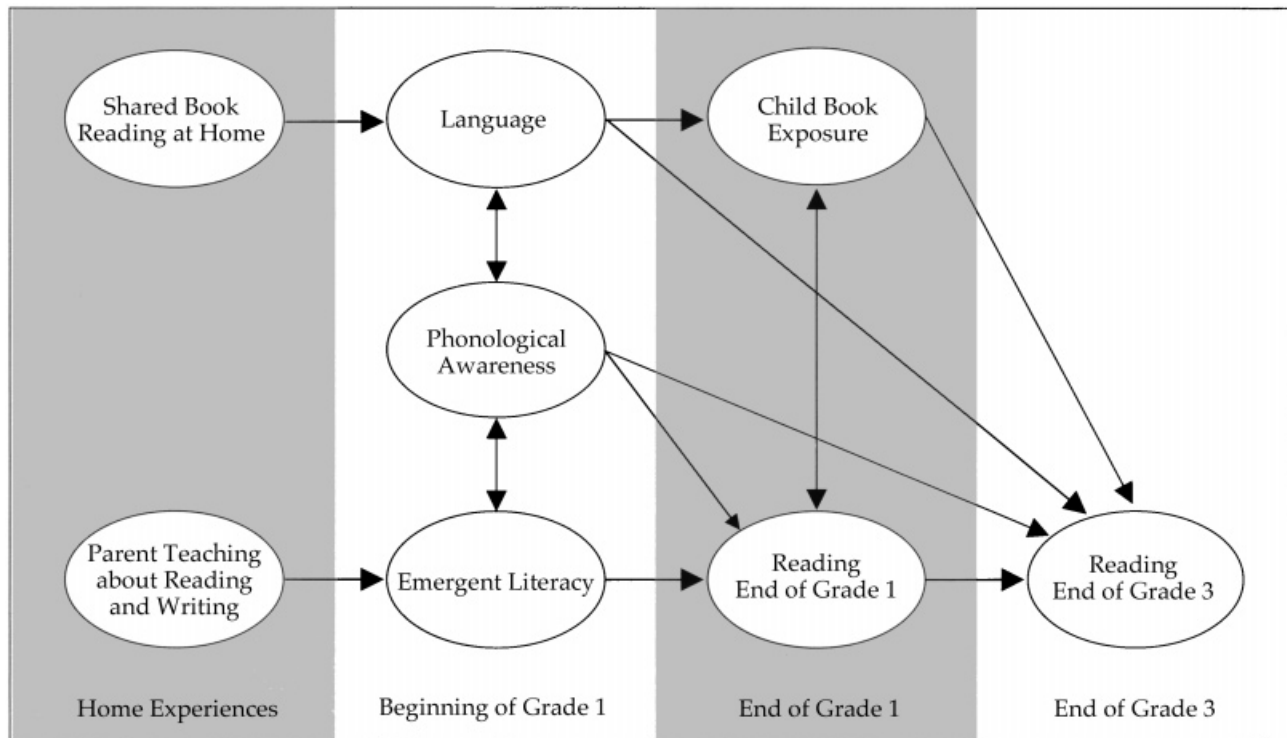 Shared Book
Reading at Home
Language
Child Book
Exposure
Phonological
Awareness
Parent Teaching
about Reading
and Writing
Emergent Literacy
Reading
End of Grade 1
Reading
End of Grade 3
Home Experiences
Beginning of Grade 1
End of Grade 1
End of Grade 3